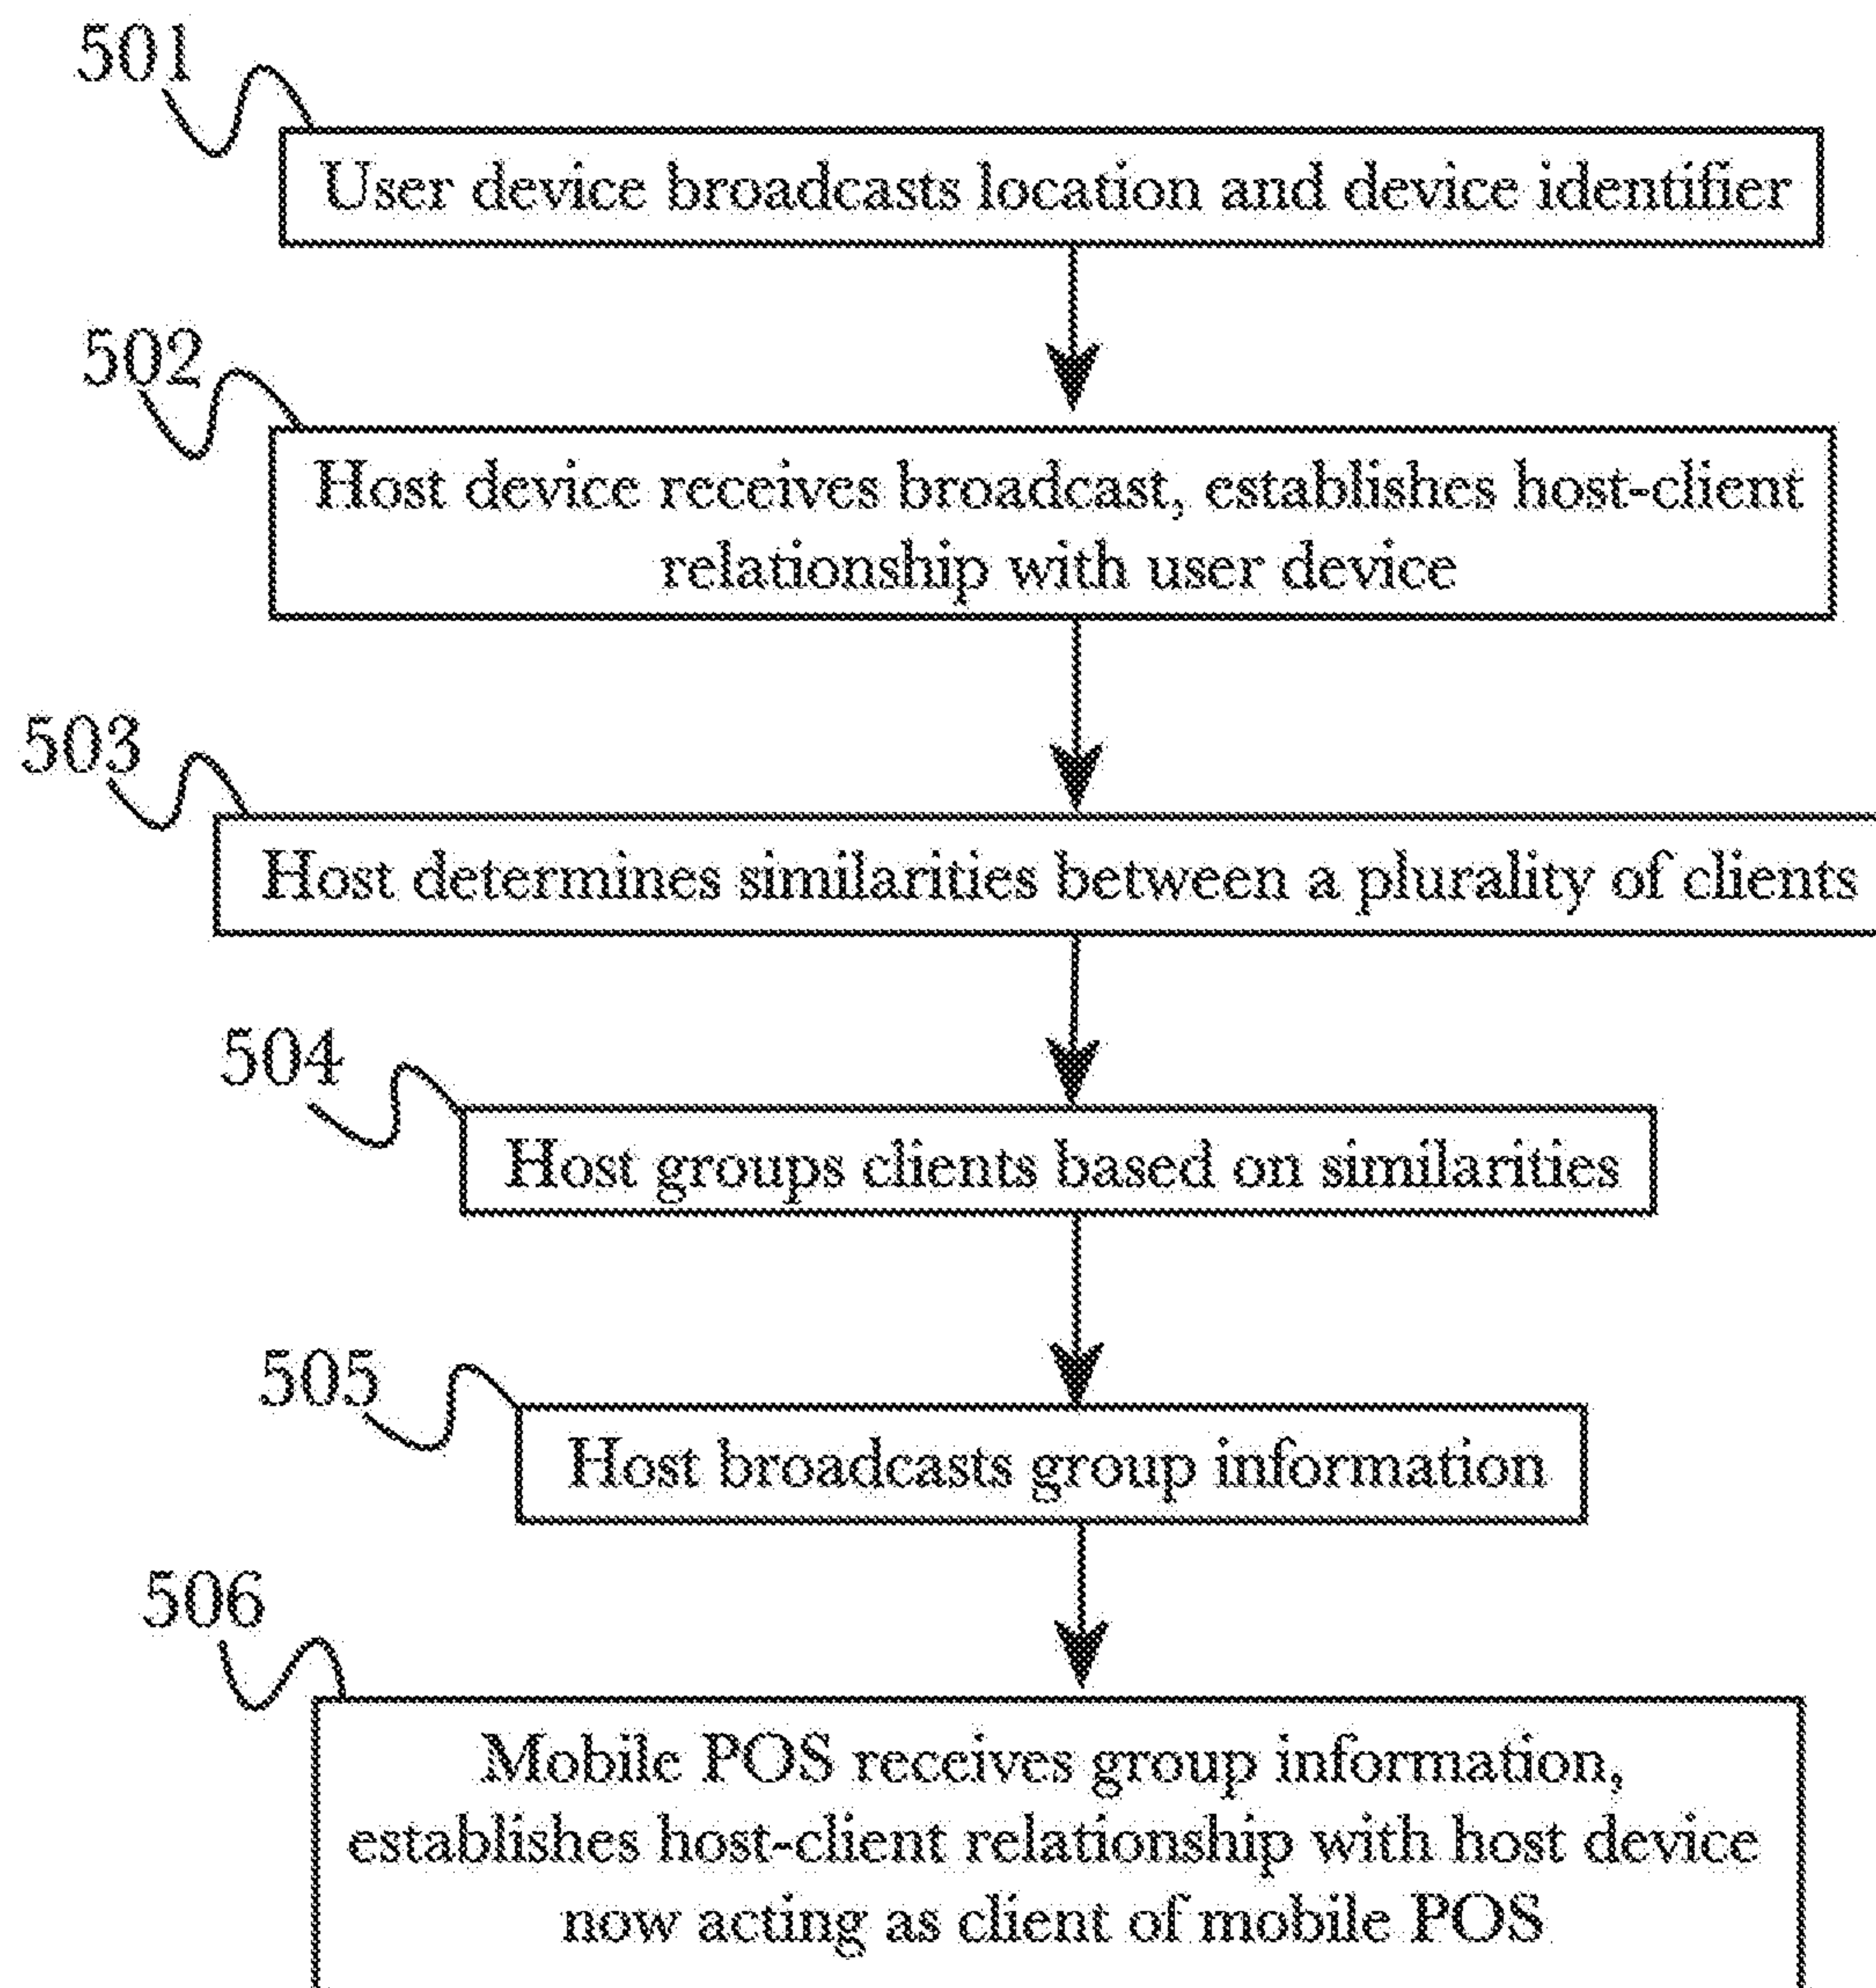 501
User device broadcasts location and device identifier
502
Host device receives broadcast, establishes host-client
relationship with user device
503
Host determines similarities between a plurality of clients
504
Host groups clients based on similarities
505
Host broadcasts group information
506
Mobile POS receives group information,
establishes host-client relationship with host device
now acting as client of mobile POS